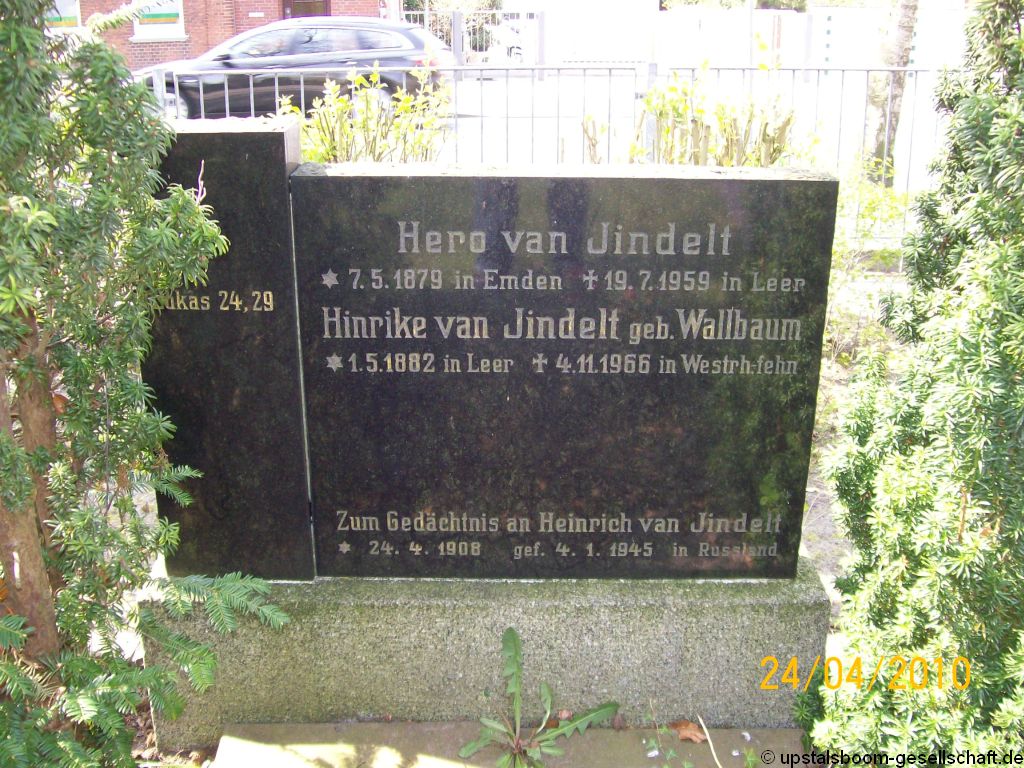 Lukas 24,29
Hero van Jindelt
✶ 7.5.1879 in Emden ✝ 19.7.1959 in Leer
Hinrike van Jindelt geb. Wallbaum
✶ 1.5.1882 in Leer ✝ 4.11.1966 in Westrh-fehn
Zum Gedächtnis an Heinrich van Jindelt
✶ 24. 4. 1908 gef. 4. 1. 1945 in Russland
24/04/2010
© upstalsboom-gesellschaft.de